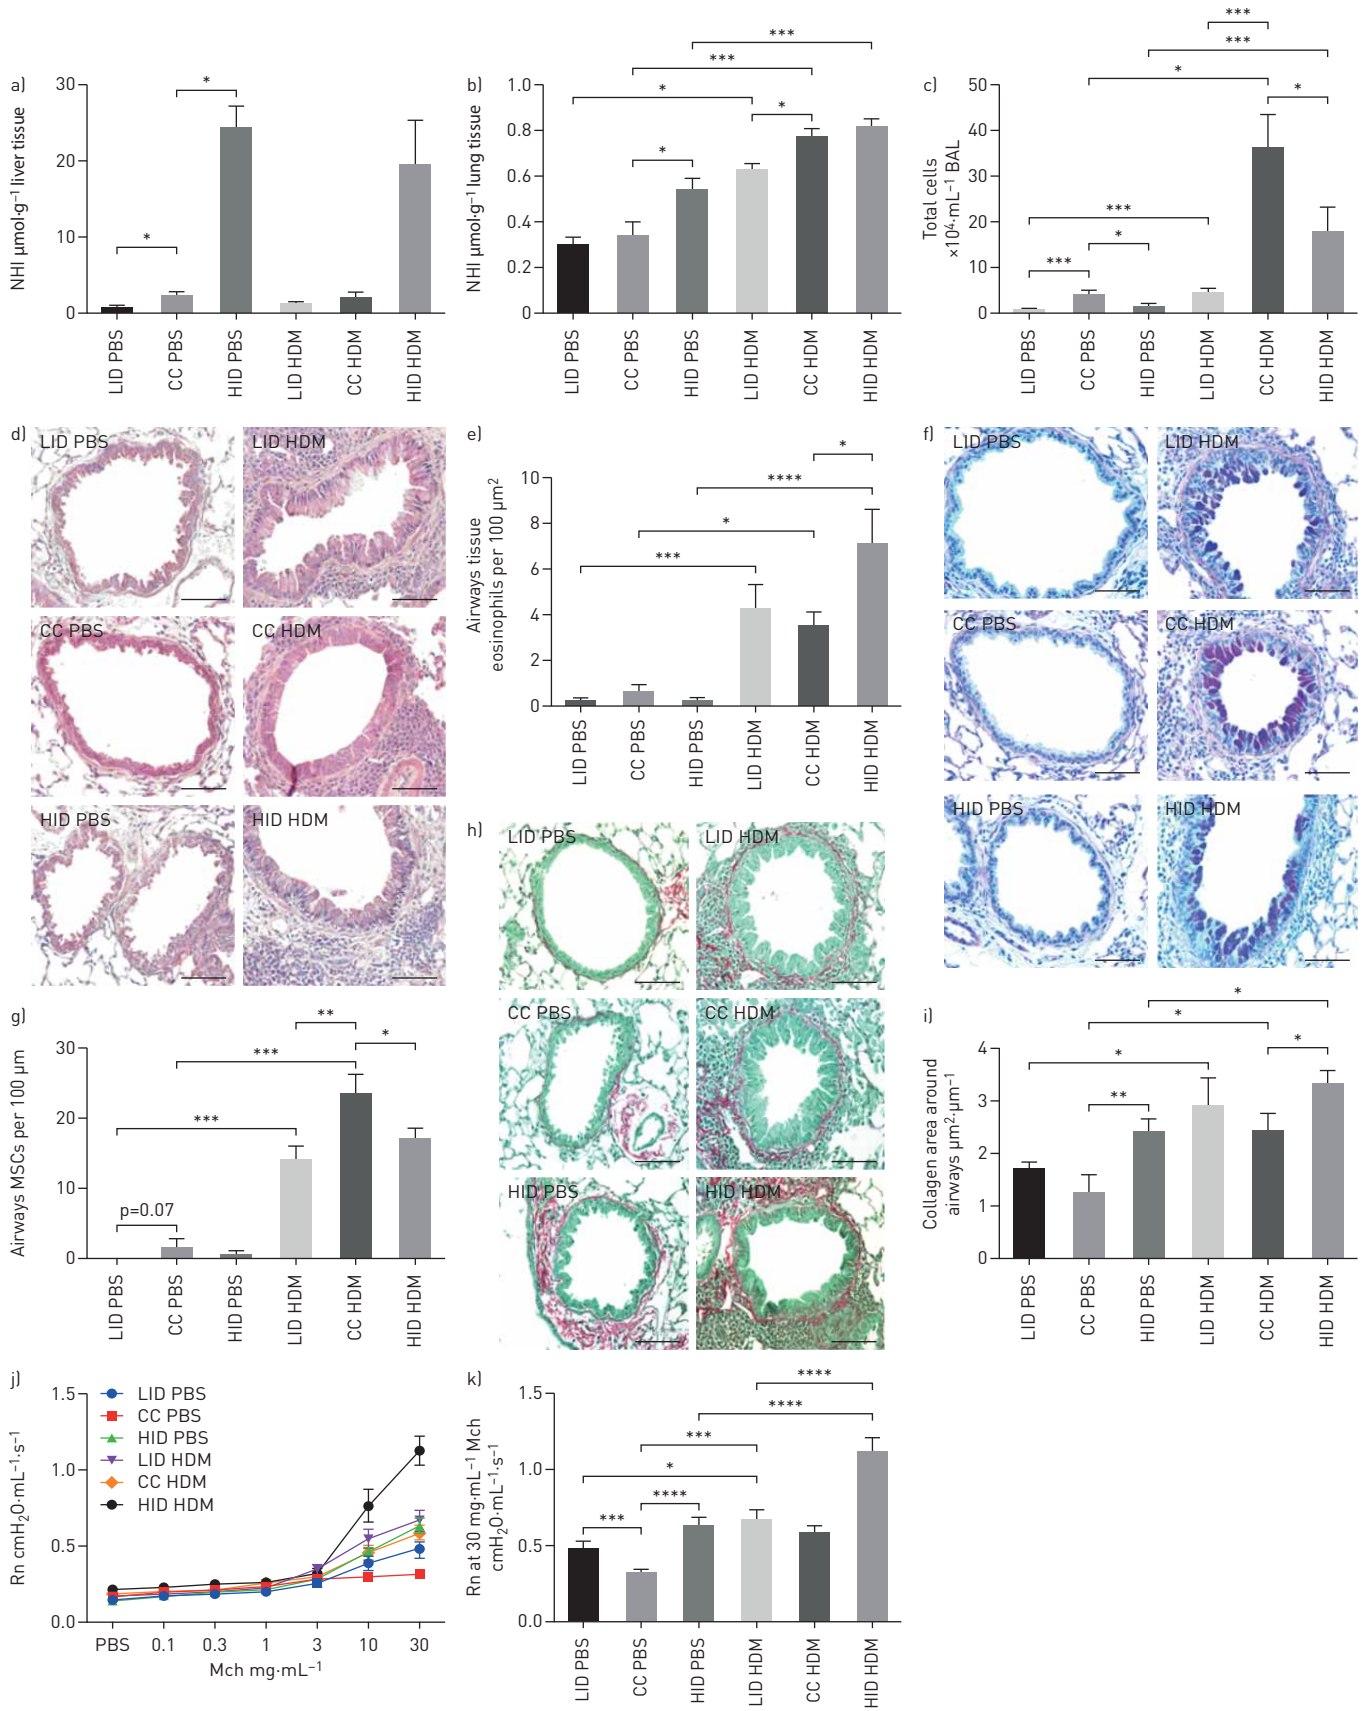 a)
NHI µmol·g⁻¹ liver tissue
30
20
10
0
*
*
LID PBS
CC PBS
HID PBS
LID HDM
CC HDM
HID HDM
b)
NHI µmol·g⁻¹ lung tissue
1.0
0.8
0.6
0.4
0.2
0
***
***
*
*
*
LID PBS
CC PBS
HID PBS
LID HDM
CC HDM
HID HDM
c)
Total cells
×10⁴·mL⁻¹ BAL
50
40
30
20
10
0
***
***
*
*
***
*
***
LID PBS
CC PBS
HID PBS
LID HDM
CC HDM
HID HDM
d)
LID PBS
LID HDM
CC PBS
CC HDM
HID PBS
HID HDM
e)
Airways tissue
eosinophils per 100 µm²
10
8
6
4
2
0
*
****
*
***
LID PBS
CC PBS
HID PBS
LID HDM
CC HDM
HID HDM
f)
LID PBS
LID HDM
CC PBS
CC HDM
HID PBS
HID HDM
g)
Airways MSCs per 100 µm
30
20
10
0
**
*
***
***
p=0.07
LID PBS
CC PBS
HID PBS
LID HDM
CC HDM
HID HDM
h)
LID PBS
LID HDM
CC PBS
CC HDM
HID PBS
HID HDM
i)
Collagen area around
airways µm²·µm⁻¹
4
3
2
1
0
*
*
*
*
**
LID PBS
CC PBS
HID PBS
LID HDM
CC HDM
HID HDM
j)
Rn cmH₂O·mL⁻¹·s⁻¹
1.5
1.0
0.5
0.0
LID PBS
CC PBS
HID PBS
LID HDM
CC HDM
HID HDM
PBS
0.1
0.3
1
3
10
30
Mch mg·mL⁻¹
k)
Rn at 30 mg·mL⁻¹ Mch
cmH₂O·mL⁻¹·s⁻¹
1.5
1.0
0.5
0.0
****
****
***
*
****
***
LID PBS
CC PBS
HID PBS
LID HDM
CC HDM
HID HDM